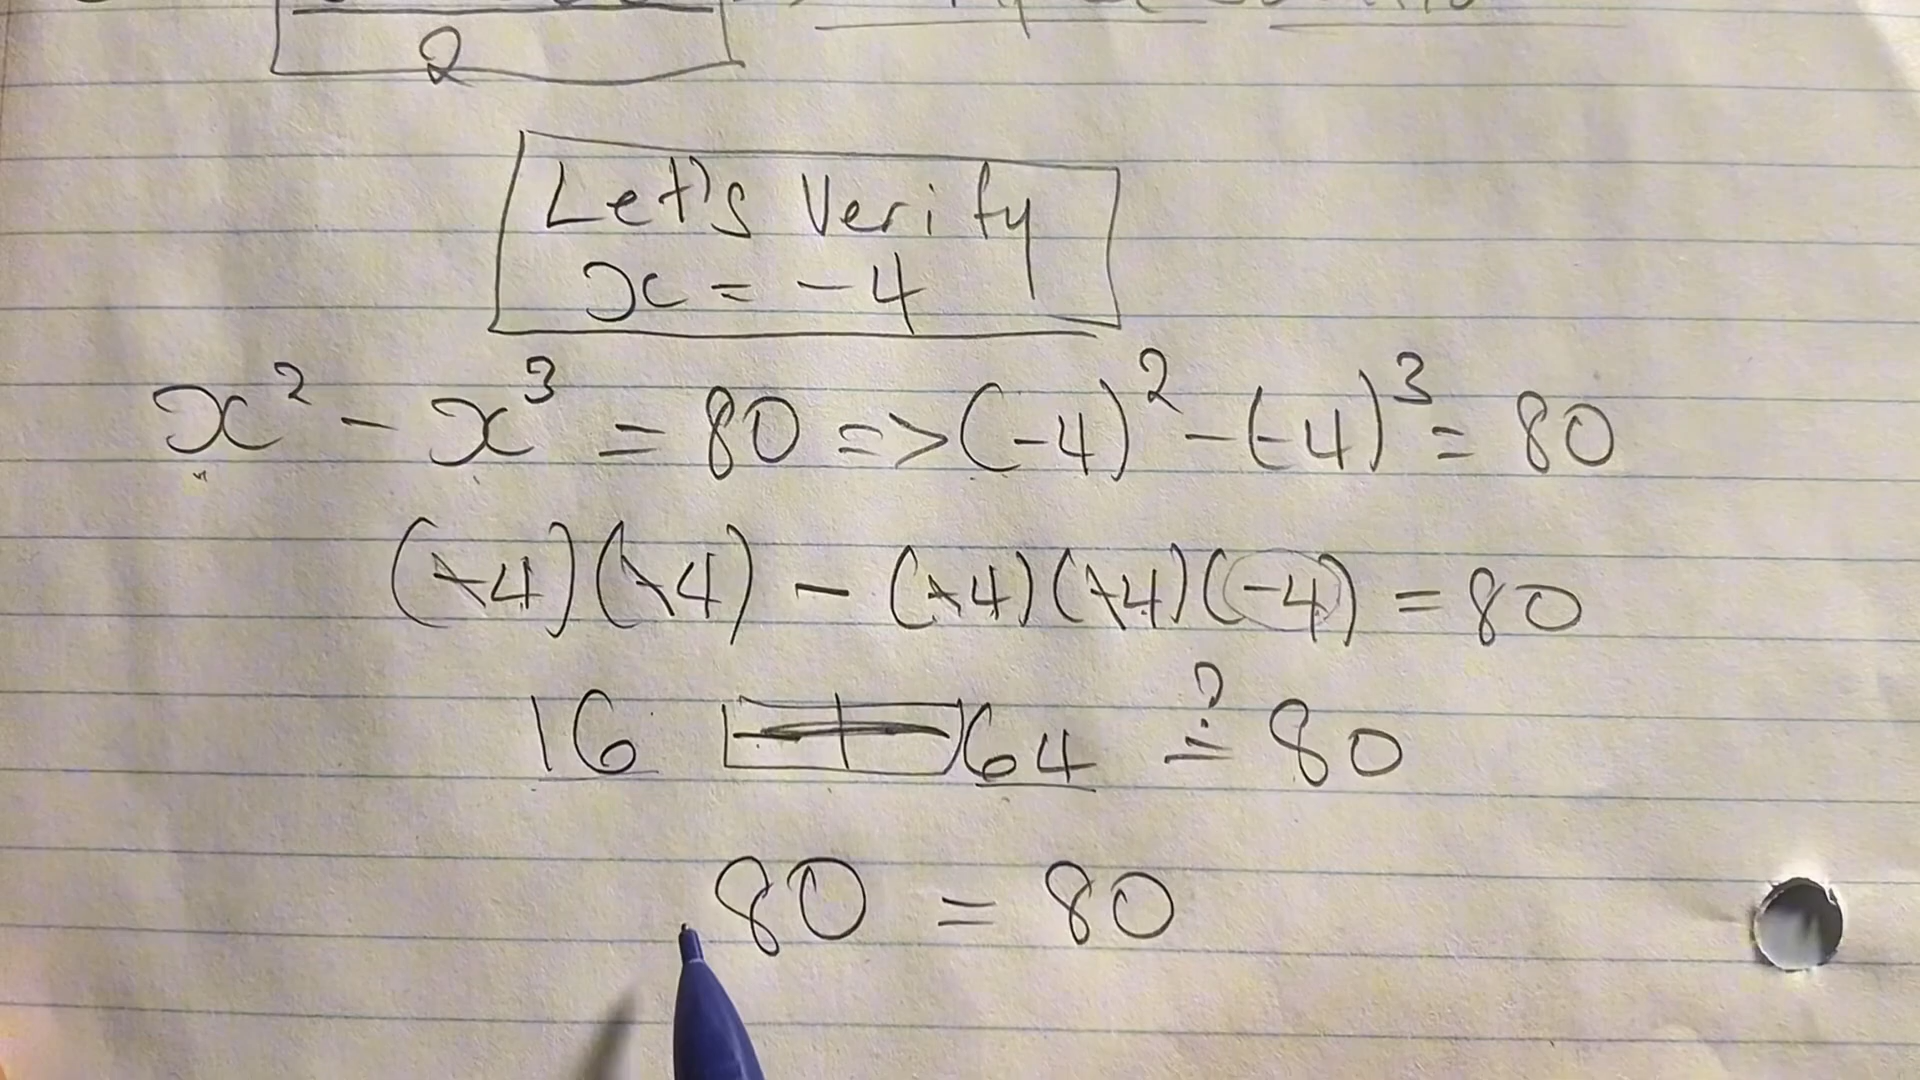 2
Let's Verify
x = -4
x² - x³ = 80 => (-4)² - (-4)³ = 80
(-4)(-4) - (-4)(-4)(-4) = 80
16 + 64 ≟ 80
80 = 80